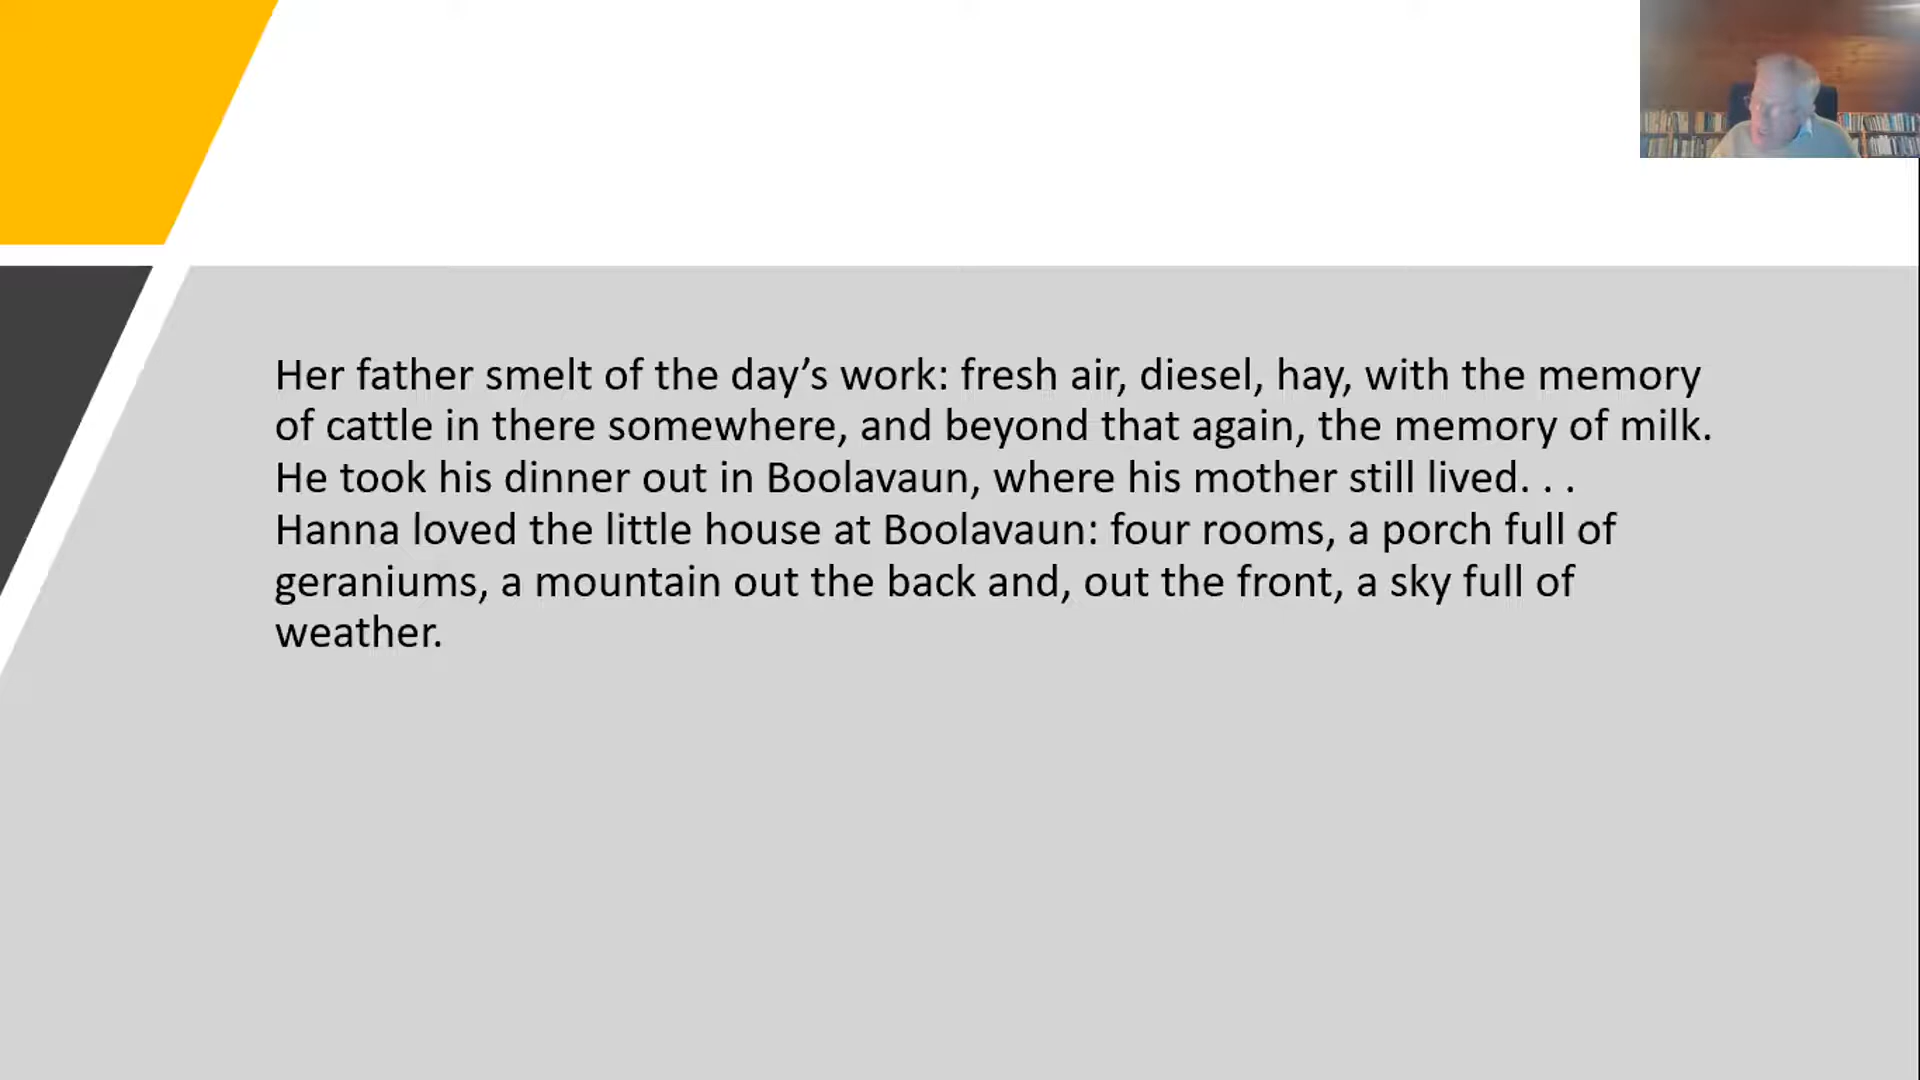 Her father smelt of the day’s work: fresh air, diesel, hay, with the memory
of cattle in there somewhere, and beyond that again, the memory of milk.
He took his dinner out in Boolavaun, where his mother still lived. . .
Hanna loved the little house at Boolavaun: four rooms, a porch full of
geraniums, a mountain out the back and, out the front, a sky full of
weather.